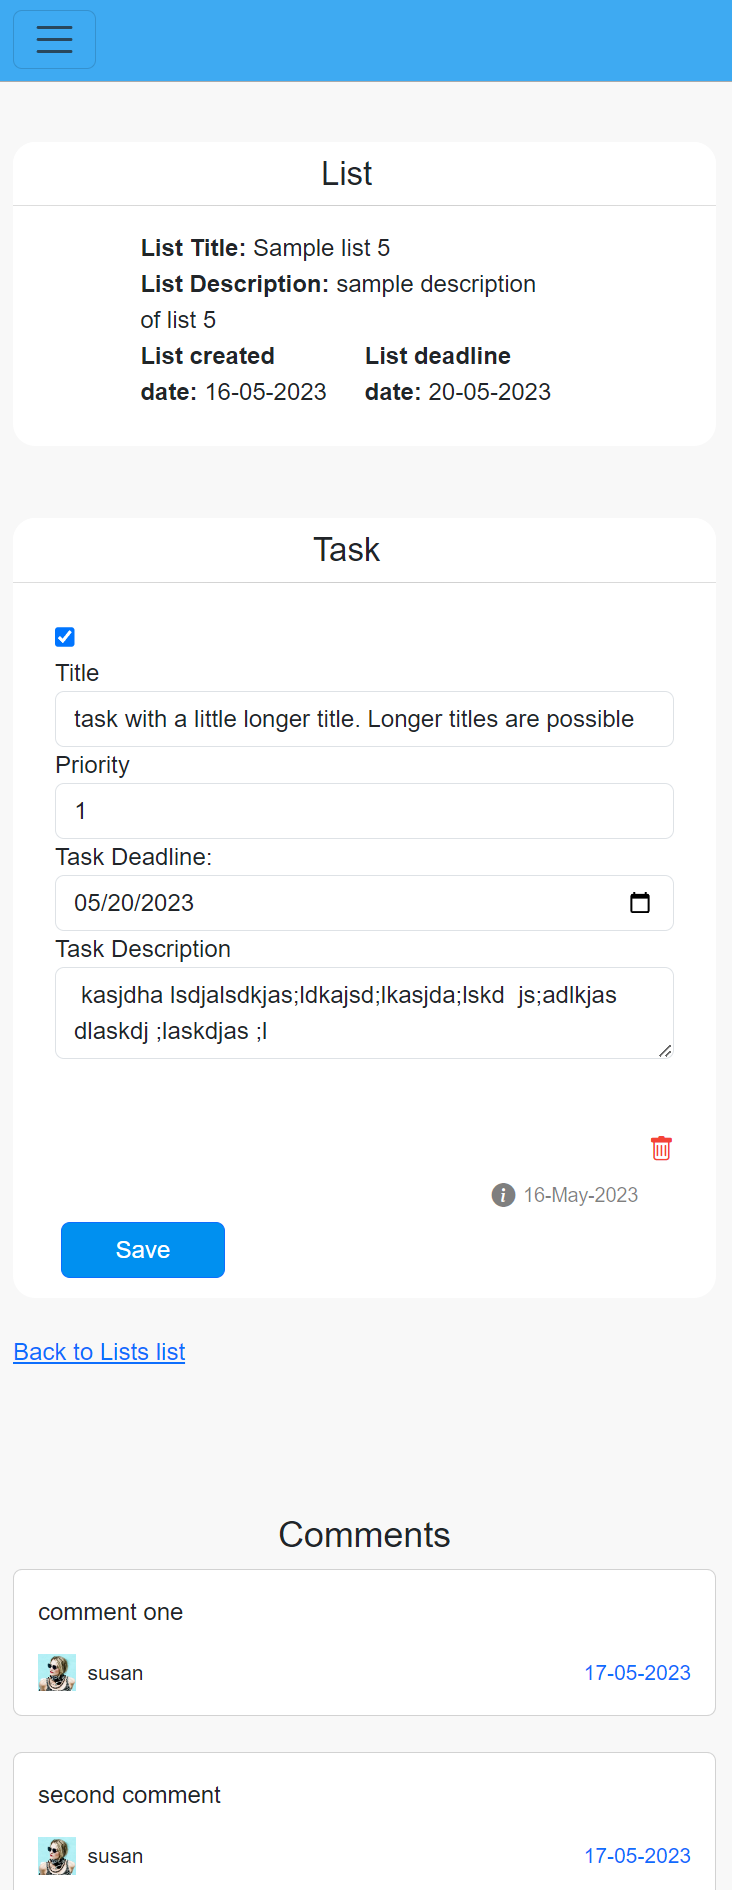 List
List Title: Sample list 5
List Description: sample description
of list 5
List created
date: 16-05-2023
List deadline
date: 20-05-2023
Task
Title
task with a little longer title. Longer titles are possible
Priority
1
Task Deadline:
05/20/2023
Task Description
kasjdha lsdjalsdkjas;ldkajsd;lkasjda;lskd  js;adlkjas
dlaskdj ;laskdjas ;l
i 16-May-2023
Save
Back to Lists list
Comments
comment one
susan 17-05-2023
second comment
susan 17-05-2023